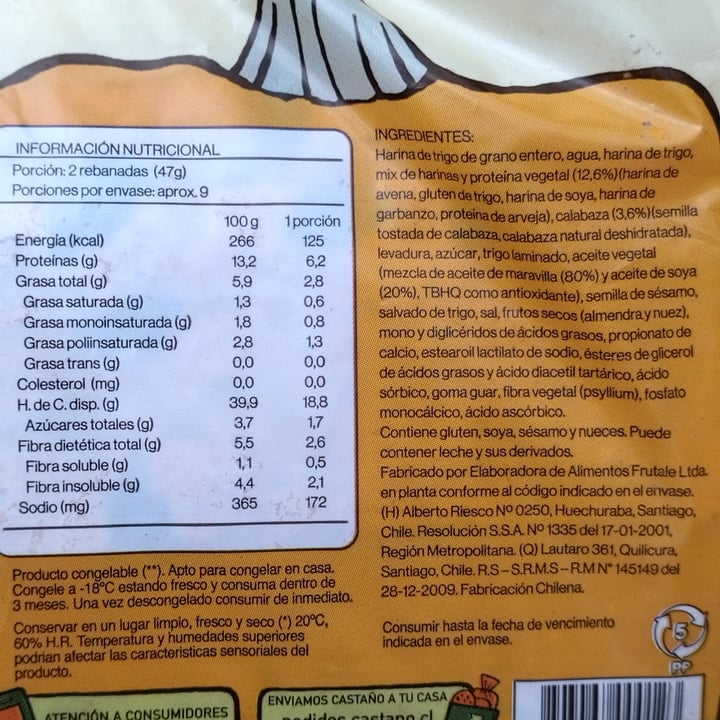 INFORMACIÓN NUTRICIONAL
Porción: 2 rebanadas (47g)
Porciones por envase: aprox. 9
100 g 1 porción
Energía (kcal) 266 125
Proteínas (g) 13,2 6,2
Grasa total (g) 5,9 2,8
Grasa saturada (g) 1,3 0,6
Grasa monoinsaturada (g) 1,8 0,8
Grasa poliinsaturada (g) 2,8 1,3
Grasa trans (g) 0,0 0,0
Colesterol (mg) 0,0 0,0
H. de C. disp. (g) 39,9 18,8
Azúcares totales (g) 3,7 1,7
Fibra dietética total (g) 5,5 2,6
Fibra soluble (g) 1,1 0,5
Fibra insoluble (g) 4,4 2,1
Sodio (mg) 365 172
Producto congelable (**). Apto para congelar en casa.
Congele a -18ºC estando fresco y consuma dentro de
3 meses. Una vez descongelado consumir de inmediato.
Conservar en un lugar limpio, fresco y seco (*) 20ºC,
60% H.R. Temperatura y humedades superiores
podrían afectar las características sensoriales del
producto.
ATENCIÓN A CONSUMIDORES
ENVIAMOS CASTAÑO A TU CASA
pedidos.castano.cl
INGREDIENTES:
Harina de trigo de grano entero, agua, harina de trigo,
mix de harinas y proteína vegetal (12,6%)(harina de
avena, gluten de trigo, harina de soya, harina de
garbanzo, proteína de arveja), calabaza (3,6%)(semilla
tostada de calabaza, calabaza natural deshidratada),
levadura, azúcar, trigo laminado, aceite vegetal
(mezcla de aceite de maravilla (80%) y aceite de soya
(20%), TBHQ como antioxidante), semilla de sésamo,
salvado de trigo, sal, frutos secos (almendra y nuez),
mono y diglicéridos de ácidos grasos, propionato de
calcio, estearoil lactilato de sodio, ésteres de glicerol
de ácidos grasos y ácido diacetil tartárico, ácido
sórbico, goma guar, fibra vegetal (psyllium), fosfato
monocálcico, ácido ascórbico.
Contiene gluten, soya, sésamo y nueces. Puede
contener leche y sus derivados.
Fabricado por Elaboradora de Alimentos Frutale Ltda.
en planta conforme al código indicado en el envase.
(H) Alberto Riesco Nº 0250, Huechuraba, Santiago,
Chile. Resolución S.S.A. Nº 1335 del 17-01-2001,
Región Metropolitana. (Q) Lautaro 361, Quilicura,
Santiago, Chile. R.S – S.R.M.S – R.M N° 145149 del
28-12-2009. Fabricación Chilena.
Consumir hasta la fecha de vencimiento
indicada en el envase.
5
PP